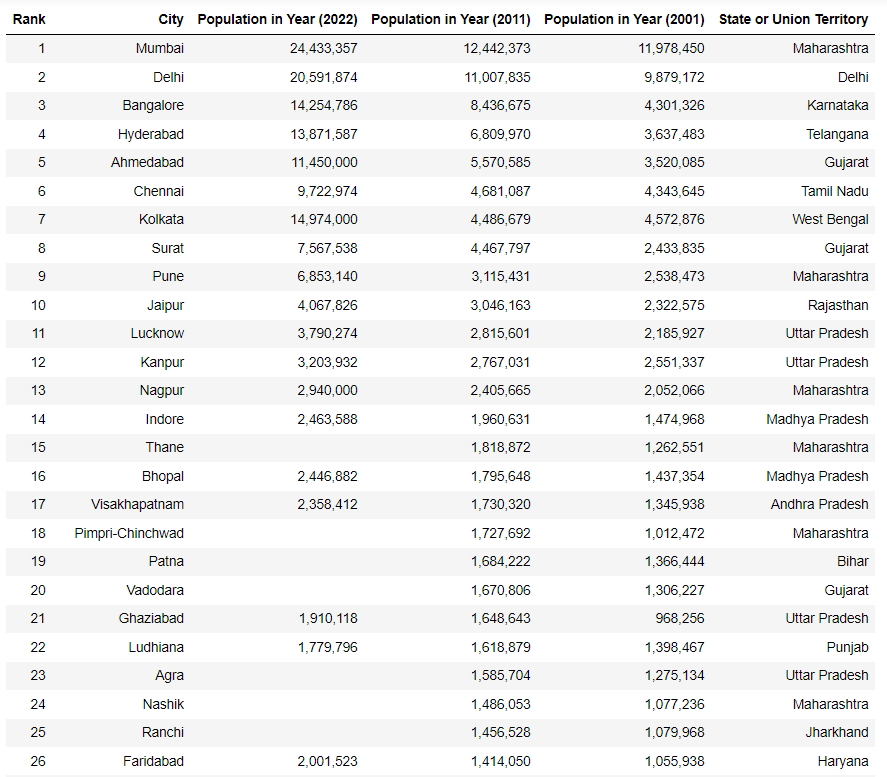 Rank City Population in Year (2022) Population in Year (2011) Population in Year (2001) State or Union Territory
1 Mumbai 24,433,357 12,442,373 11,978,450 Maharashtra
2 Delhi 20,591,874 11,007,835 9,879,172 Delhi
3 Bangalore 14,254,786 8,436,675 4,301,326 Karnataka
4 Hyderabad 13,871,587 6,809,970 3,637,483 Telangana
5 Ahmedabad 11,450,000 5,570,585 3,520,085 Gujarat
6 Chennai 9,722,974 4,681,087 4,343,645 Tamil Nadu
7 Kolkata 14,974,000 4,486,679 4,572,876 West Bengal
8 Surat 7,567,538 4,467,797 2,433,835 Gujarat
9 Pune 6,853,140 3,115,431 2,538,473 Maharashtra
10 Jaipur 4,067,826 3,046,163 2,322,575 Rajasthan
11 Lucknow 3,790,274 2,815,601 2,185,927 Uttar Pradesh
12 Kanpur 3,203,932 2,767,031 2,551,337 Uttar Pradesh
13 Nagpur 2,940,000 2,405,665 2,052,066 Maharashtra
14 Indore 2,463,588 1,960,631 1,474,968 Madhya Pradesh
15 Thane 1,818,872 1,262,551 Maharashtra
16 Bhopal 2,446,882 1,795,648 1,437,354 Madhya Pradesh
17 Visakhapatnam 2,358,412 1,730,320 1,345,938 Andhra Pradesh
18 Pimpri-Chinchwad 1,727,692 1,012,472 Maharashtra
19 Patna 1,684,222 1,366,444 Bihar
20 Vadodara 1,670,806 1,306,227 Gujarat
21 Ghaziabad 1,910,118 1,648,643 968,256 Uttar Pradesh
22 Ludhiana 1,779,796 1,618,879 1,398,467 Punjab
23 Agra 1,585,704 1,275,134 Uttar Pradesh
24 Nashik 1,486,053 1,077,236 Maharashtra
25 Ranchi 1,456,528 1,079,968 Jharkhand
26 Faridabad 2,001,523 1,414,050 1,055,938 Haryana